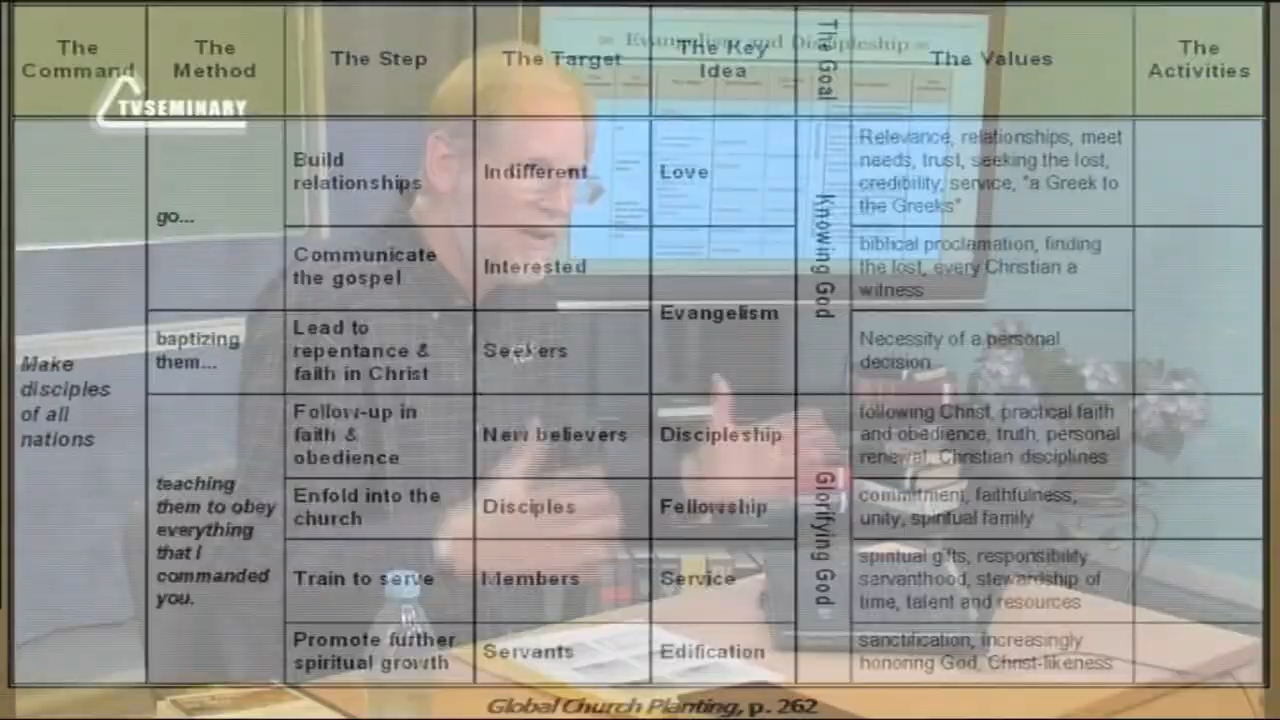 The Command
The Method
The Step
The Target
The Key Idea
The Goal
The Values
The Activities
TVSEMINARY
Evangelism and Discipleship
Make
disciples
of all
nations
go...
baptizing
them...
teaching
them to obey
everything
that I
commanded
you.
Build
relationships
Indifferent
Love
Relevance, relationships, meet
needs, trust, seeking the lost,
credibility, service, "a Greek to
the Greeks"
Communicate
the gospel
Interested
Evangelism
Knowing God
biblical proclamation, finding
the lost, every Christian a
witness
Lead to
repentance &
faith in Christ
Seekers
Necessity of a personal
decision
Follow-up in
faith &
obedience
New believers
Discipleship
following Christ, practical faith
and obedience, truth, personal
renewal, Christian disciplines
Enfold into the
church
Disciples
Fellowship
Glorifying God
commitment, faithfulness,
unity, spiritual family
Train to serve
Members
Service
spiritual gifts, responsibility
servanthood, stewardship of
time, talent and resources
Promote further
spiritual growth
Servants
Edification
sanctification, increasingly
honoring God, Christ-likeness
Global Church Planting, p. 262